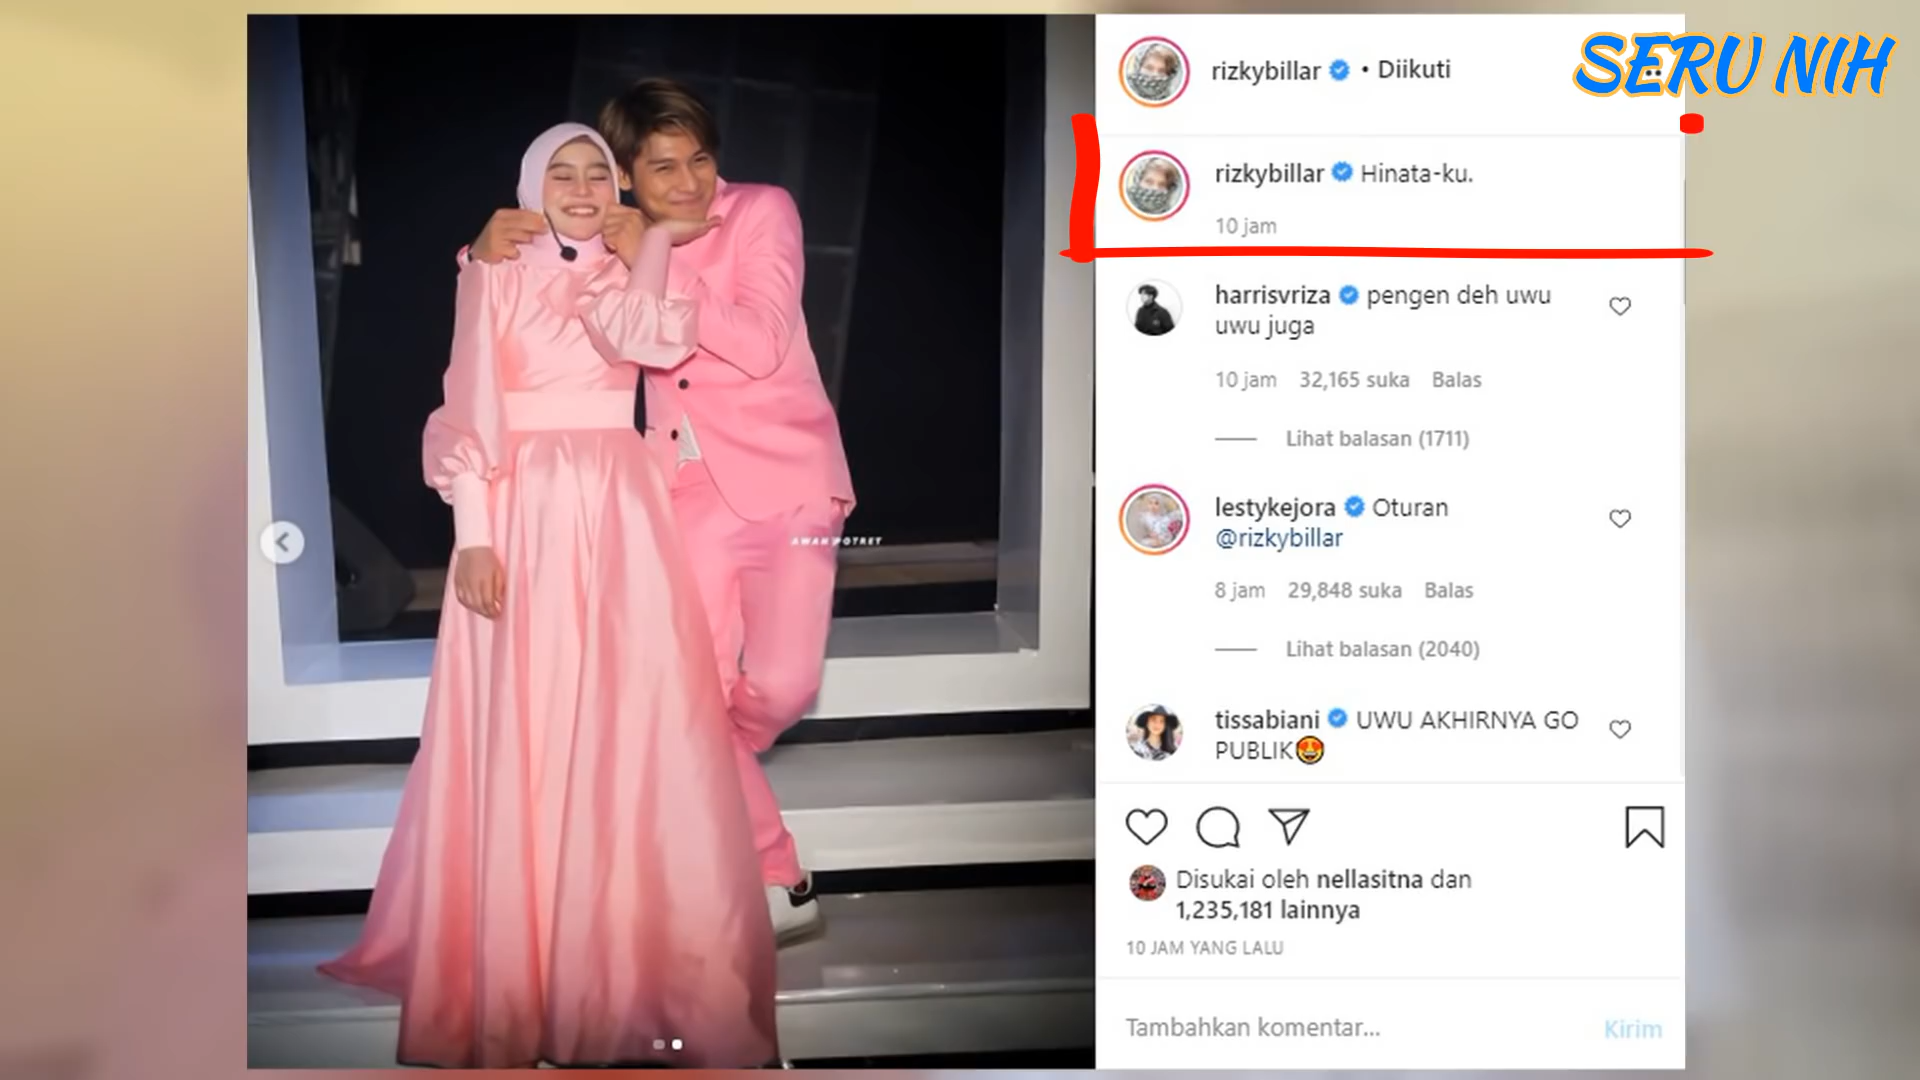 SERU NIH
rizkybillar • Diikuti
rizkybillar Hinata-ku.
10 jam
harrisvriza pengen deh uwu
uwu juga
10 jam 32,165 suka Balas
Lihat balasan (1711)
lestykejora Oturan
@rizkybillar
8 jam 29,848 suka Balas
Lihat balasan (2040)
tissabiani UWU AKHIRNYA GO
PUBLIK😍
AWAN POTRET
Disukai oleh nellasitna dan
1,235,181 lainnya
10 JAM YANG LALU
Tambahkan komentar... Kirim